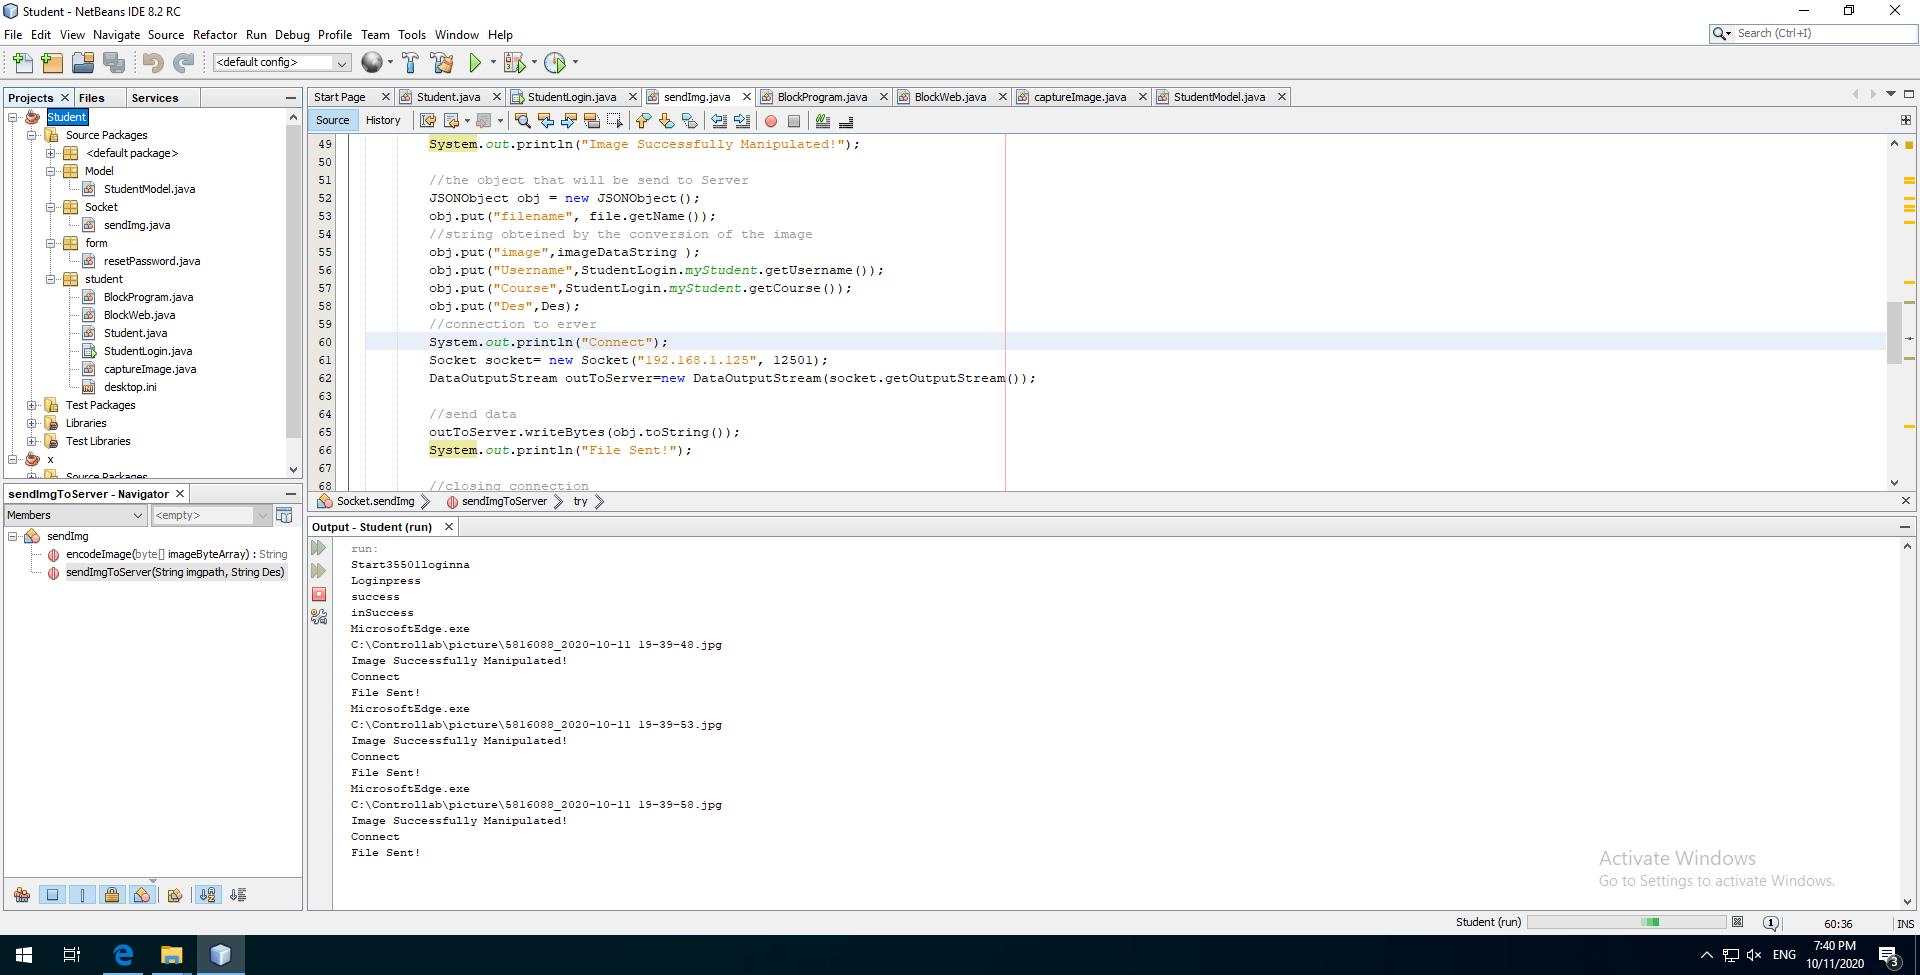 Student - NetBeans IDE 8.2 RC
File Edit View Navigate Source Refactor Run Debug Profile Team Tools Window Help
Search (Ctrl+I)
<default config>
Projects Files Services
Student
Source Packages
<default package>
Model
StudentModel.java
Socket
sendImg.java
form
resetPassword.java
student
BlockProgram.java
BlockWeb.java
Student.java
StudentLogin.java
captureImage.java
desktop.ini
Test Packages
Libraries
Test Libraries
x
Source Packages
sendImgToServer - Navigator
Members <empty>
sendImg
encodeImage(byte[] imageByteArray) : String
sendImgToServer(String imgpath, String Des)
Start Page Student.java StudentLogin.java sendImg.java BlockProgram.java BlockWeb.java captureImage.java StudentModel.java
Source History
49 System.out.println("Image Successfully Manipulated!");
50
51 //the object that will be send to Server
52 JSONObject obj = new JSONObject();
53 obj.put("filename", file.getName());
54 //string obteined by the conversion of the image
55 obj.put("image",imageDataString );
56 obj.put("Username",StudentLogin.myStudent.getUsername());
57 obj.put("Course",StudentLogin.myStudent.getCourse());
58 obj.put("Des",Des);
59 //connection to erver
60 System.out.println("Connect");
61 Socket socket= new Socket("192.168.1.125", 12501);
62 DataOutputStream outToServer=new DataOutputStream(socket.getOutputStream());
63
64 //send data
65 outToServer.writeBytes(obj.toString());
66 System.out.println("File Sent!");
67
68 //closing connection
Socket.sendImg sendImgToServer try
Output - Student (run)
run:
Start35501loginna
Loginpress
success
inSuccess
MicrosoftEdge.exe
C:\Controllab\picture\5816088_2020-10-11 19-39-48.jpg
Image Successfully Manipulated!
Connect
File Sent!
MicrosoftEdge.exe
C:\Controllab\picture\5816088_2020-10-11 19-39-53.jpg
Image Successfully Manipulated!
Connect
File Sent!
MicrosoftEdge.exe
C:\Controllab\picture\5816088_2020-10-11 19-39-58.jpg
Image Successfully Manipulated!
Connect
File Sent!
Activate Windows
Go to Settings to activate Windows.
Student (run) 1 60:36 INS
ENG 7:40 PM
10/11/2020 3